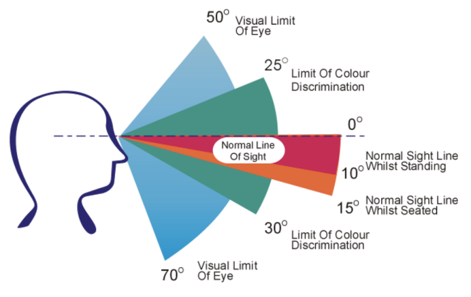 50° Visual Limit
Of Eye
25° Limit Of Colour
Discrimination
0°
Normal Line
Of Sight
Normal Sight Line
10° Whilst Standing
15° Normal Sight Line
Whilst Seated
30° Limit Of Colour
Discrimination
70° Visual Limit
Of Eye